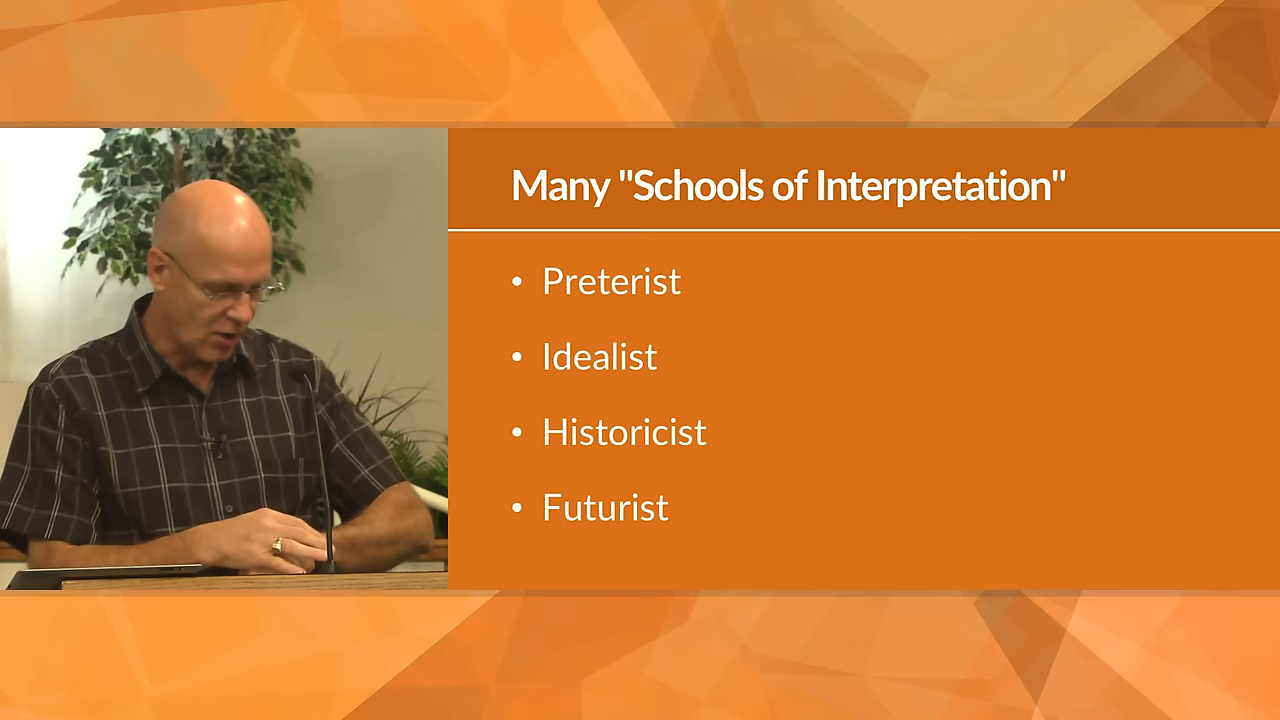 Many "Schools of Interpretation"
• Preterist
• Idealist
• Historicist
• Futurist